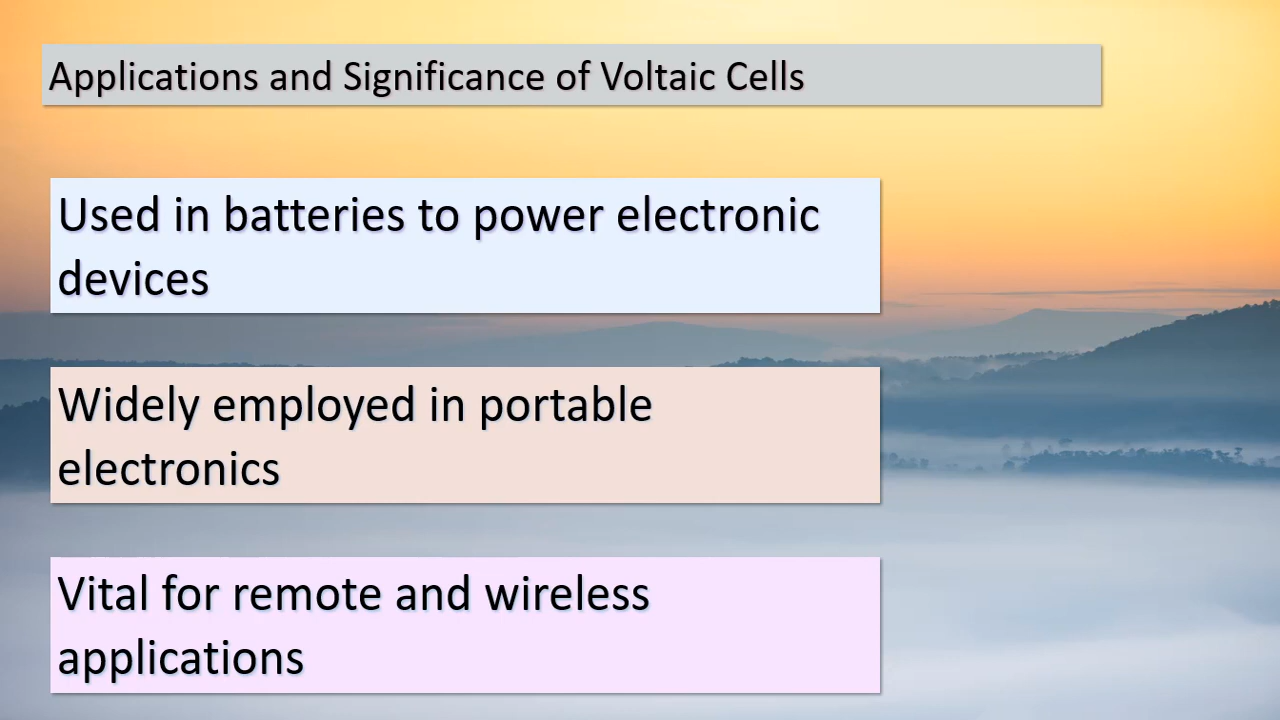 Applications and Significance of Voltaic Cells
Used in batteries to power electronic
devices
Widely employed in portable
electronics
Vital for remote and wireless
applications